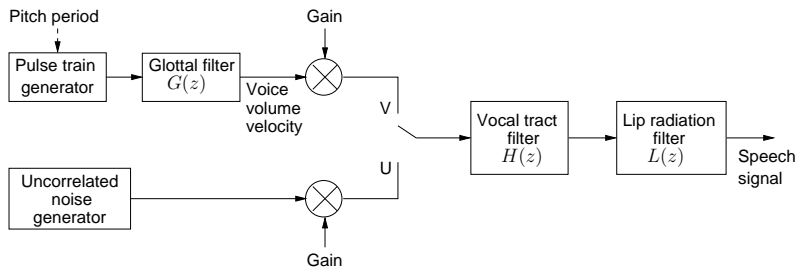 Pitch period
Pulse train
generator
Glottal filter
G(z)
Voice
volume
velocity
Gain
V
U
Uncorrelated
noise
generator
Gain
Vocal tract
filter
H(z)
Lip radiation
filter
L(z)
Speech
signal